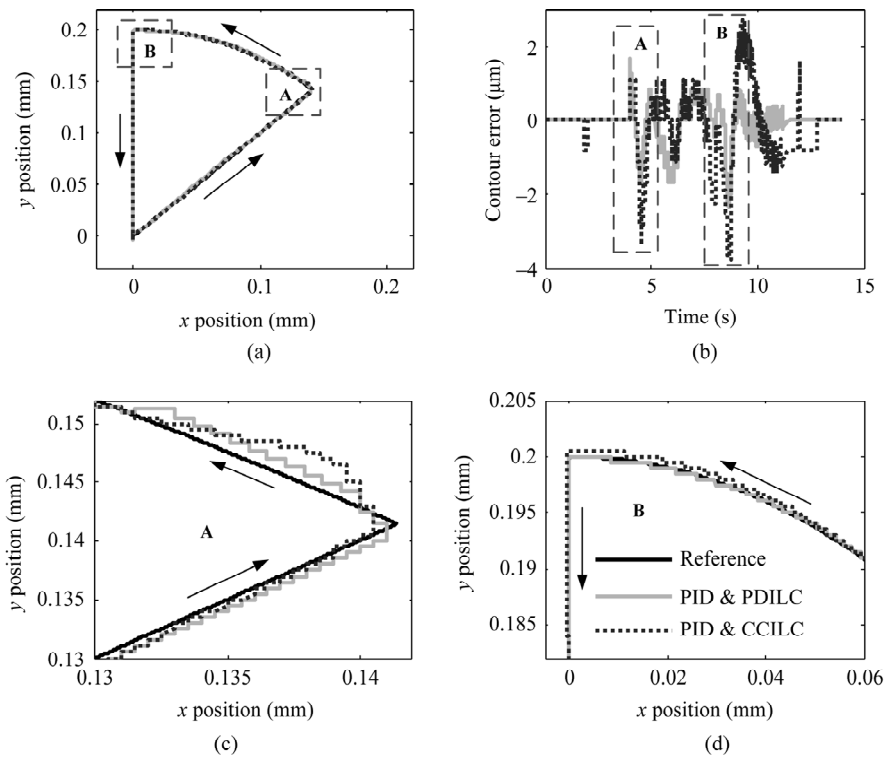 0.2
0.15
0.1
0.05
0
y position (mm)
B
A
0
0.1
0.2
x position (mm)
(a)
2
0
−2
−4
Contour error (μm)
A
B
0
5
10
15
Time (s)
(b)
0.15
0.145
0.14
0.135
0.13
y position (mm)
A
0.13
0.135
0.14
x position (mm)
(c)
0.205
0.2
0.195
0.19
0.185
y position (mm)
B
Reference
PID & PDILC
PID & CCILC
0
0.02
0.04
0.06
x position (mm)
(d)